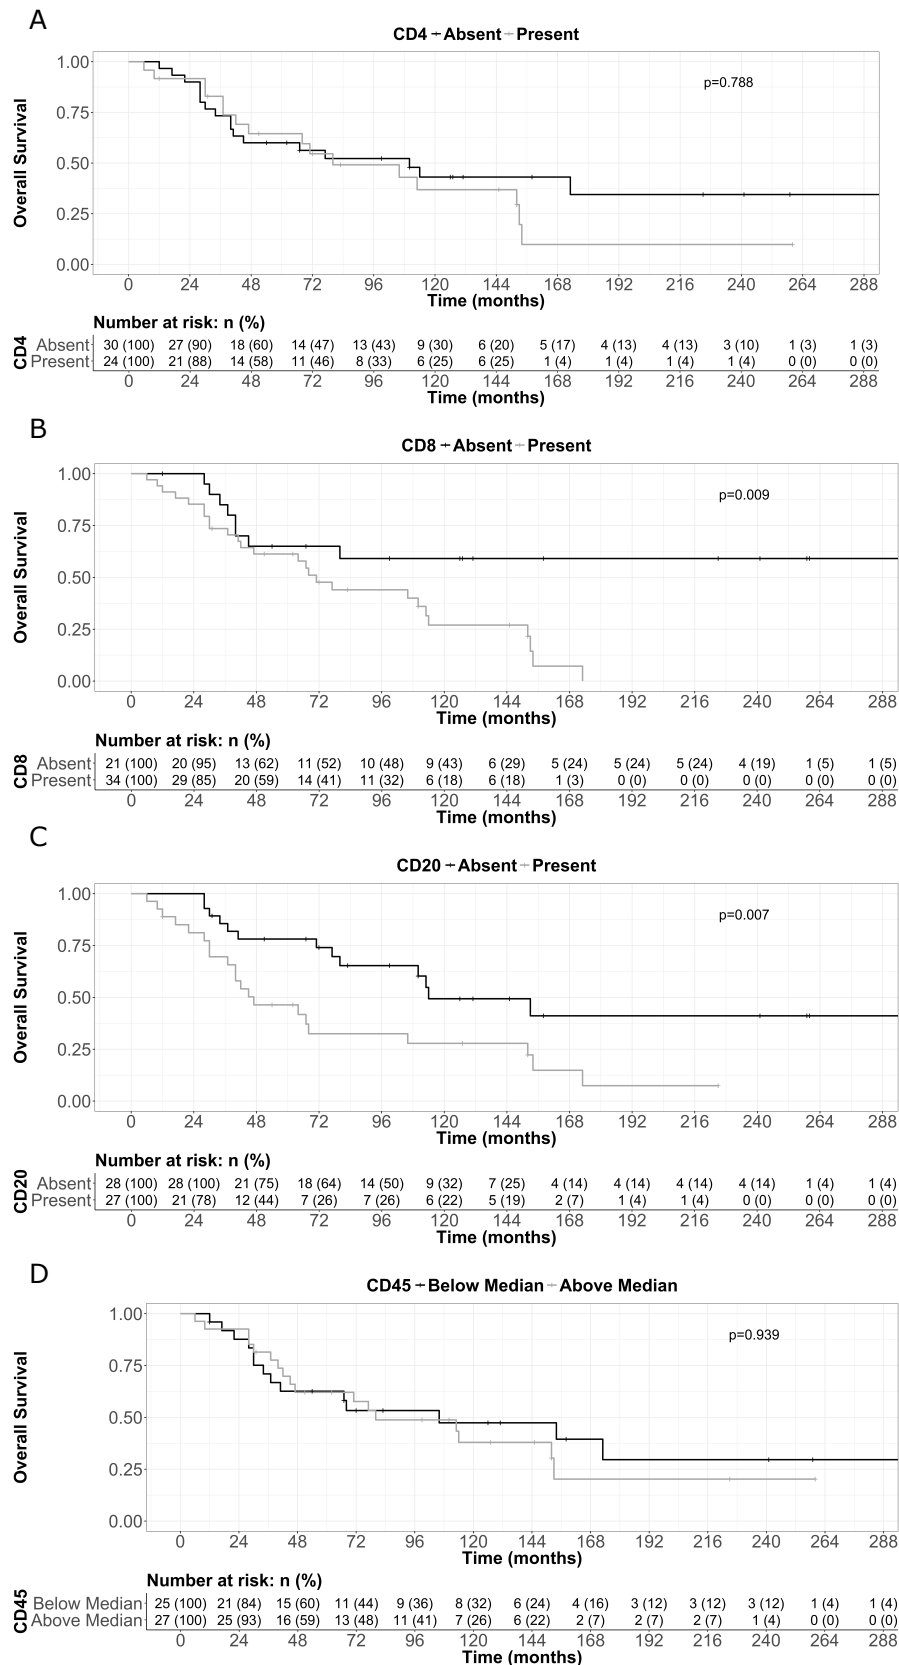 A
CD4 Absent Present
1.00
0.75
0.50
0.25
0.00
Overall Survival
p=0.788
0 24 48 72 96 120 144 168 192 216 240 264 288
Time (months)
Number at risk: n (%)
CD4
Absent 30 (100) 27 (90) 18 (60) 14 (47) 13 (43) 9 (30) 6 (20) 5 (17) 4 (13) 4 (13) 3 (10) 1 (3) 1 (3)
Present 24 (100) 21 (88) 14 (58) 11 (46) 8 (33) 6 (25) 6 (25) 1 (4) 1 (4) 1 (4) 1 (4) 0 (0) 0 (0)
0 24 48 72 96 120 144 168 192 216 240 264 288
Time (months)
B
CD8 Absent Present
1.00
0.75
0.50
0.25
0.00
Overall Survival
p=0.009
0 24 48 72 96 120 144 168 192 216 240 264 288
Time (months)
Number at risk: n (%)
CD8
Absent 21 (100) 20 (95) 13 (62) 11 (52) 10 (48) 9 (43) 6 (29) 5 (24) 5 (24) 5 (24) 4 (19) 1 (5) 1 (5)
Present 34 (100) 29 (85) 20 (59) 14 (41) 11 (32) 6 (18) 6 (18) 1 (3) 0 (0) 0 (0) 0 (0) 0 (0) 0 (0)
0 24 48 72 96 120 144 168 192 216 240 264 288
Time (months)
C
CD20 Absent Present
1.00
0.75
0.50
0.25
0.00
Overall Survival
p=0.007
0 24 48 72 96 120 144 168 192 216 240 264 288
Time (months)
Number at risk: n (%)
CD20
Absent 28 (100) 28 (100) 21 (75) 18 (64) 14 (50) 9 (32) 7 (25) 4 (14) 4 (14) 4 (14) 4 (14) 1 (4) 1 (4)
Present 27 (100) 21 (78) 12 (44) 7 (26) 7 (26) 6 (22) 5 (19) 2 (7) 1 (4) 1 (4) 0 (0) 0 (0) 0 (0)
0 24 48 72 96 120 144 168 192 216 240 264 288
Time (months)
D
CD45 Below Median Above Median
1.00
0.75
0.50
0.25
0.00
Overall Survival
p=0.939
0 24 48 72 96 120 144 168 192 216 240 264 288
Time (months)
Number at risk: n (%)
CD45
Below Median 25 (100) 21 (84) 15 (60) 11 (44) 9 (36) 8 (32) 6 (24) 4 (16) 3 (12) 3 (12) 3 (12) 1 (4) 1 (4)
Above Median 27 (100) 25 (93) 16 (59) 13 (48) 11 (41) 7 (26) 6 (22) 2 (7) 2 (7) 2 (7) 1 (4) 0 (0) 0 (0)
0 24 48 72 96 120 144 168 192 216 240 264 288
Time (months)